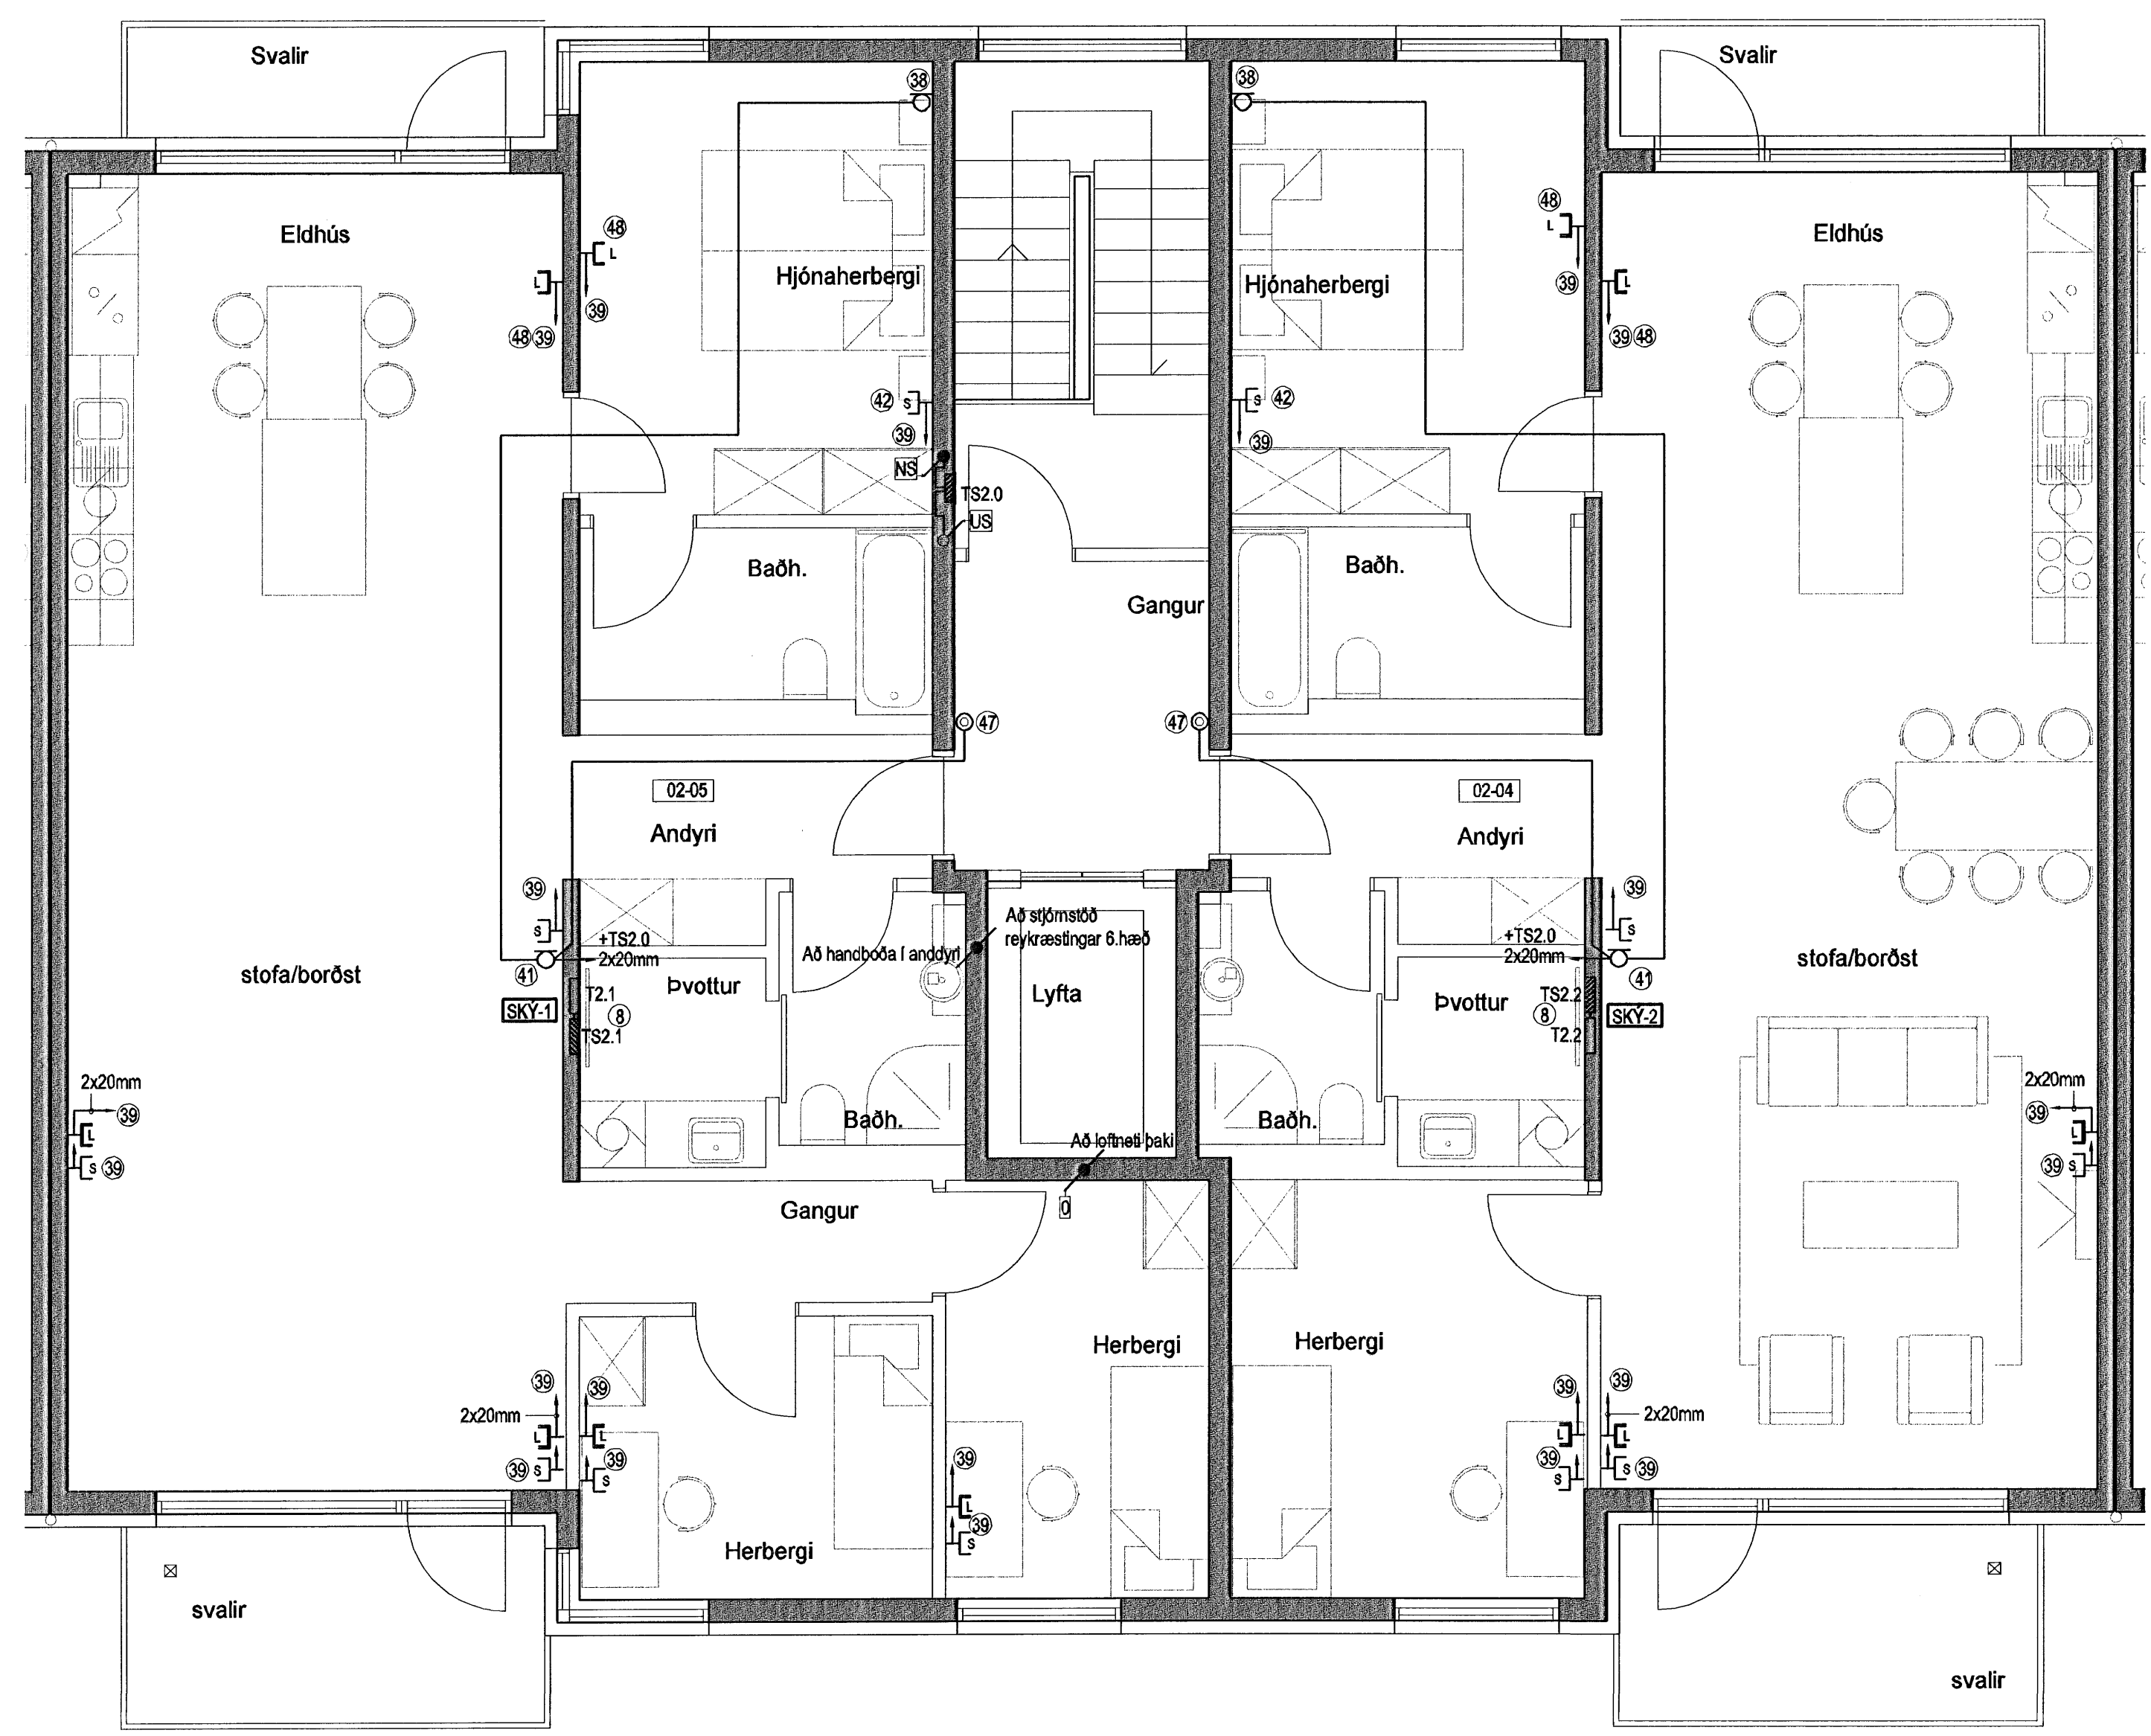 Svalir
Svalir
38
38
48
L
48
L
Eldhús
Eldhús
Hjónaherbergi
Hjónaherbergi
L
39
39
L
48 39
39 48
42 S
S 42
39
39
NS
TS2.0
US
Baðh.
Baðh.
Gangur
47
47
02-05
02-04
Andyri
Andyri
39
39
S
S
Að stjórnstöð
reykræstingar 6.hæð
+TS2.0
2x20mm
+TS2.0
2x20mm
Að handboða í anddyri
41
41
stofa/borðst
stofa/borðst
Þvottur
Þvottur
Lyfta
T2.1
SKÝ-1
8
TS2.1
TS2.2
8
SKÝ-2
T2.2
2x20mm
39
L
S 39
2x20mm
39
L
39 S
Baðh.
Baðh.
Að loftneti þaki
0
Gangur
Herbergi
Herbergi
39
39
39
39
2x20mm
2x20mm
L
L
L
L
39 S
39
S
39
S
S 39
39
L
39
S
Herbergi
svalir
svalir